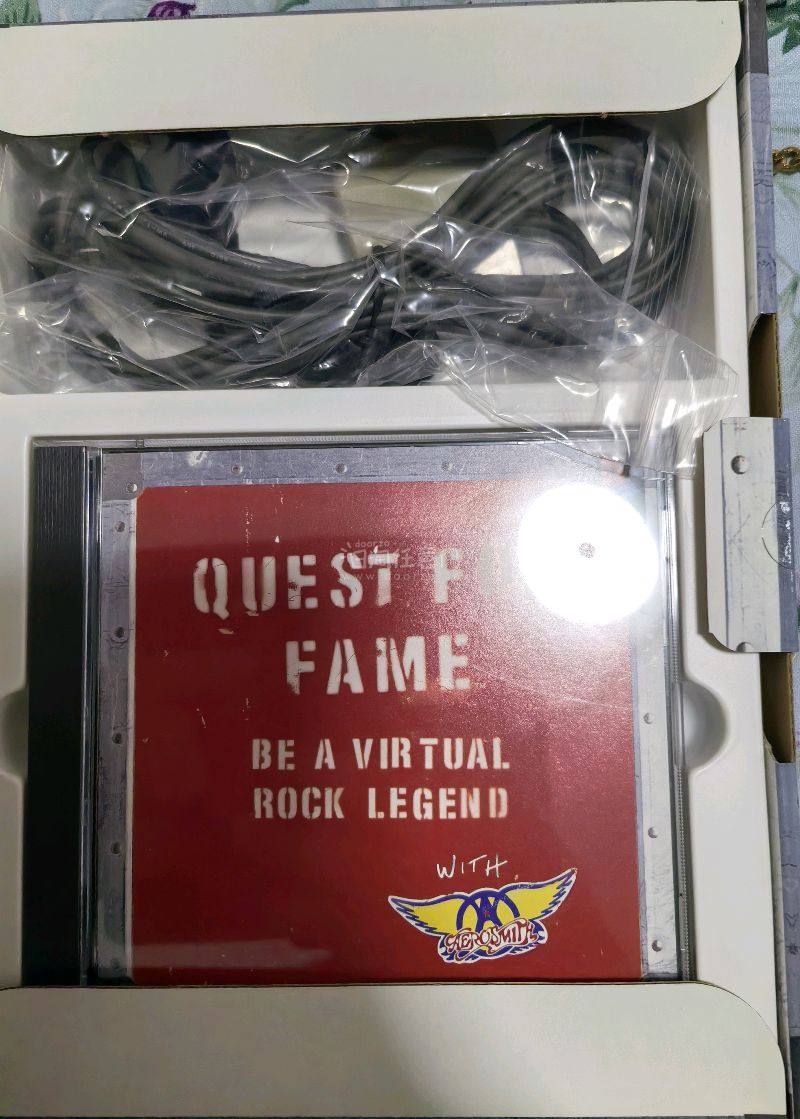 QUEST F
FAME
BE A VIRTUAL
ROCK LEGEND
WITH
AEROSMITH